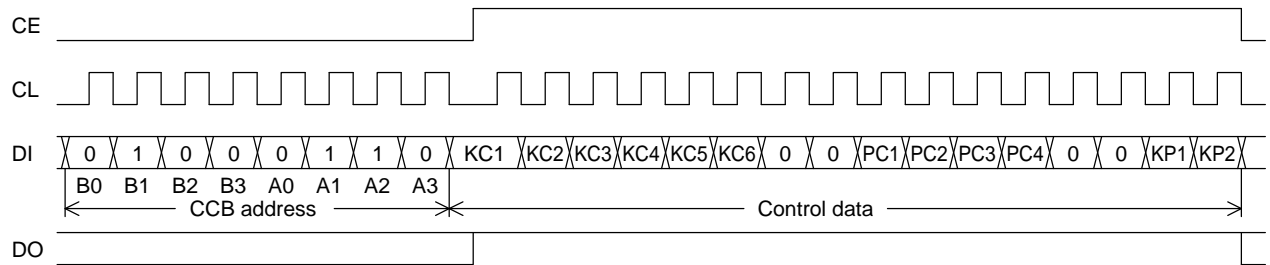 CE
CL
DI 0 1 0 0 0 1 1 0 KC1 KC2 KC3 KC4 KC5 KC6 0 0 PC1 PC2 PC3 PC4 0 0 KP1 KP2
B0 B1 B2 B3 A0 A1 A2 A3
CCB address Control data
DO